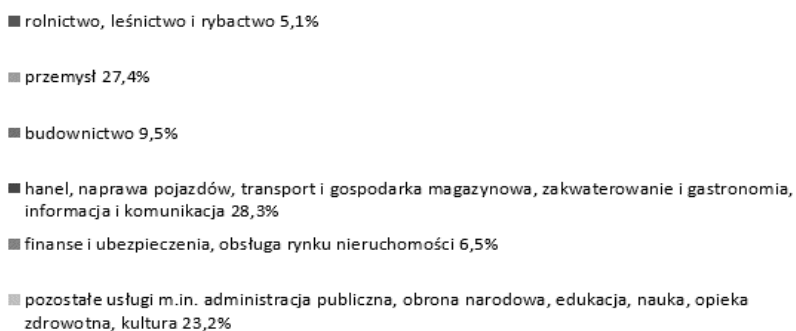 rolnictwo, leśnictwo i rybactwo 5,1%
przemysł 27,4%
budownictwo 9,5%
hanel, naprawa pojazdów, transport i gospodarka magazynowa, zakwaterowanie i gastronomia,
informacja i komunikacja 28,3%
finanse i ubezpieczenia, obsługa rynku nieruchomości 6,5%
pozostałe usługi m.in. administracja publiczna, obrona narodowa, edukacja, nauka, opieka
zdrowotna, kultura 23,2%